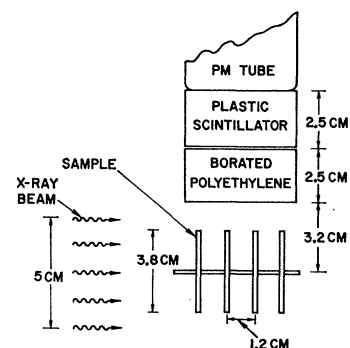 PM TUBE
PLASTIC
SCINTILLATOR
2.5 CM
SAMPLE
BORATED
POLYETHYLENE
2.5 CM
X-RAY
BEAM
3.2 CM
5 CM
3.8 CM
1.2 CM